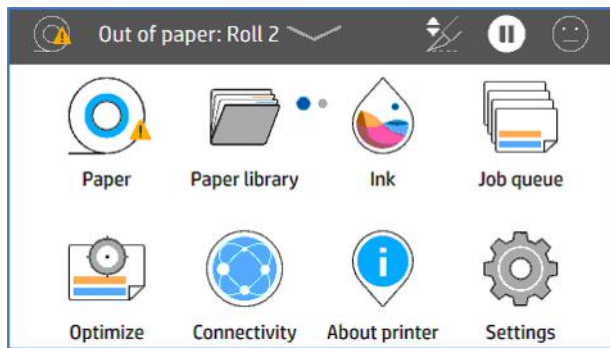 Out of paper: Roll 2
Paper
Paper library
Ink
Job queue
Optimize
Connectivity
About printer
Settings